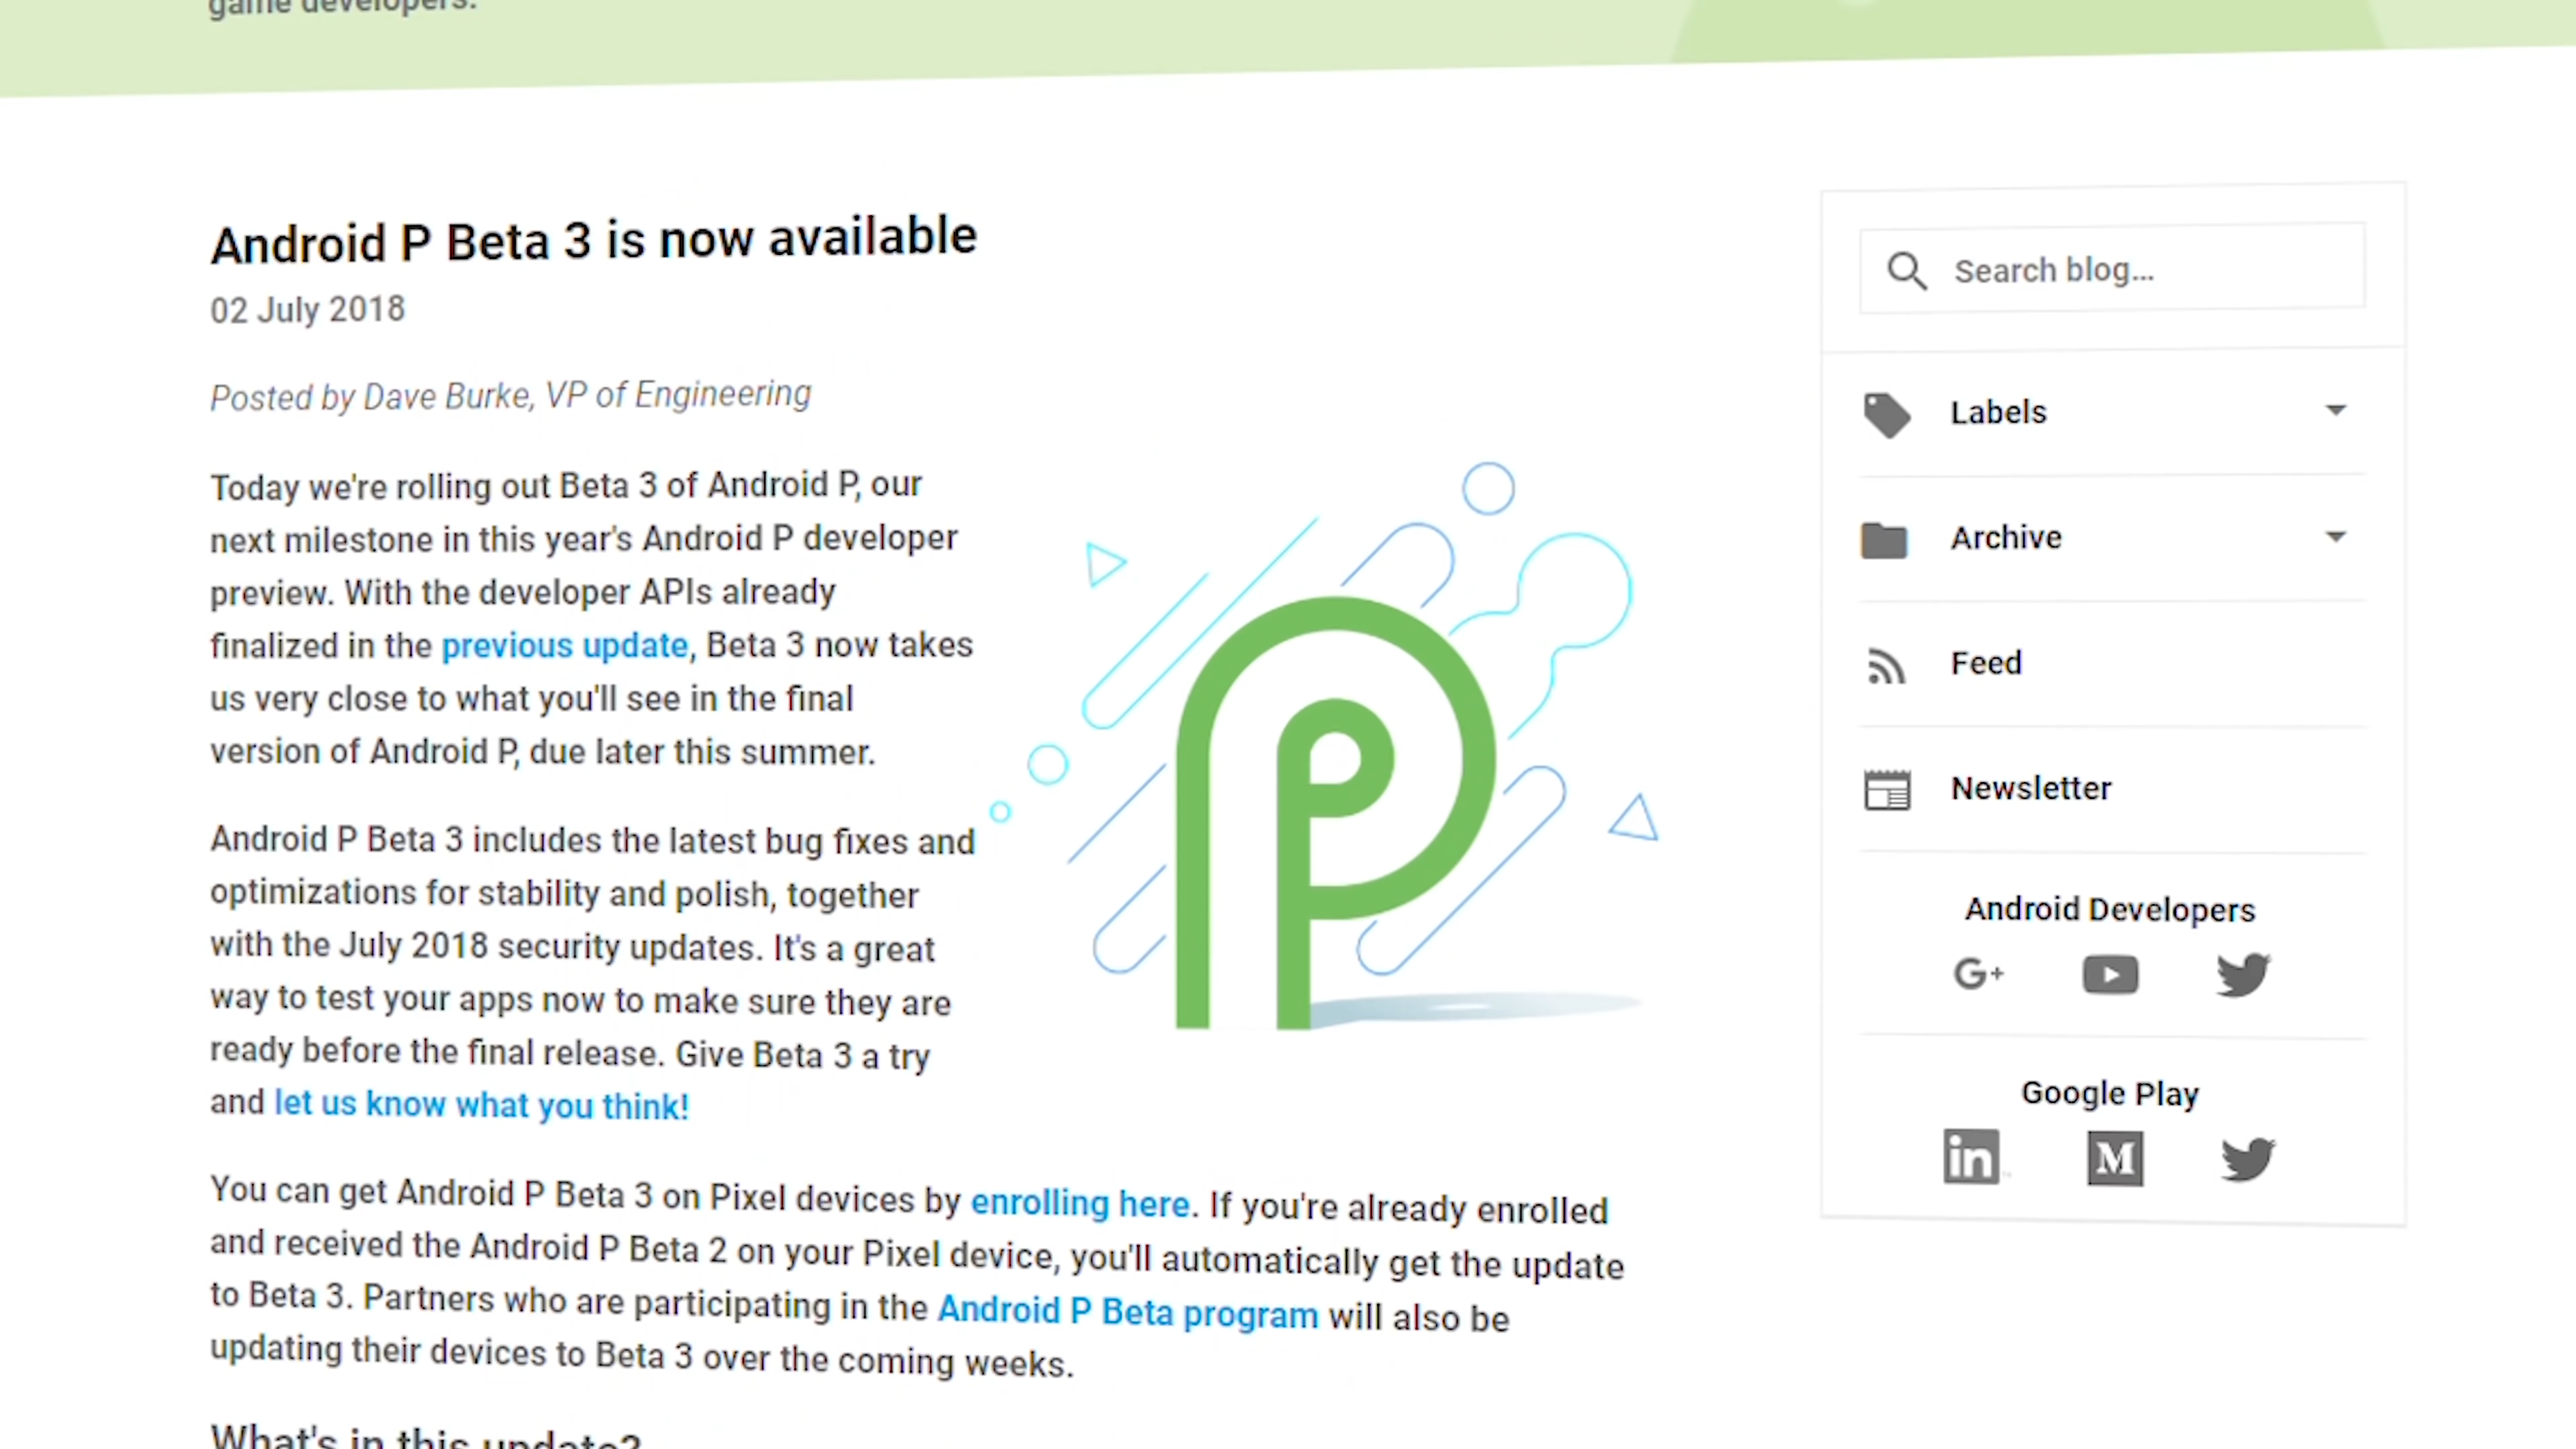 game developers.
Android P Beta 3 is now available
02 July 2018
Posted by Dave Burke, VP of Engineering
Today we're rolling out Beta 3 of Android P, our
next milestone in this year's Android P developer
preview. With the developer APIs already
finalized in the previous update, Beta 3 now takes
us very close to what you'll see in the final
version of Android P, due later this summer.
Android P Beta 3 includes the latest bug fixes and
optimizations for stability and polish, together
with the July 2018 security updates. It's a great
way to test your apps now to make sure they are
ready before the final release. Give Beta 3 a try
and let us know what you think!
You can get Android P Beta 3 on Pixel devices by enrolling here. If you're already enrolled
and received the Android P Beta 2 on your Pixel device, you'll automatically get the update
to Beta 3. Partners who are participating in the Android P Beta program will also be
updating their devices to Beta 3 over the coming weeks.
What's in this update?
Search blog...
Labels
Archive
Feed
Newsletter
Android Developers
G+
Google Play
in
M